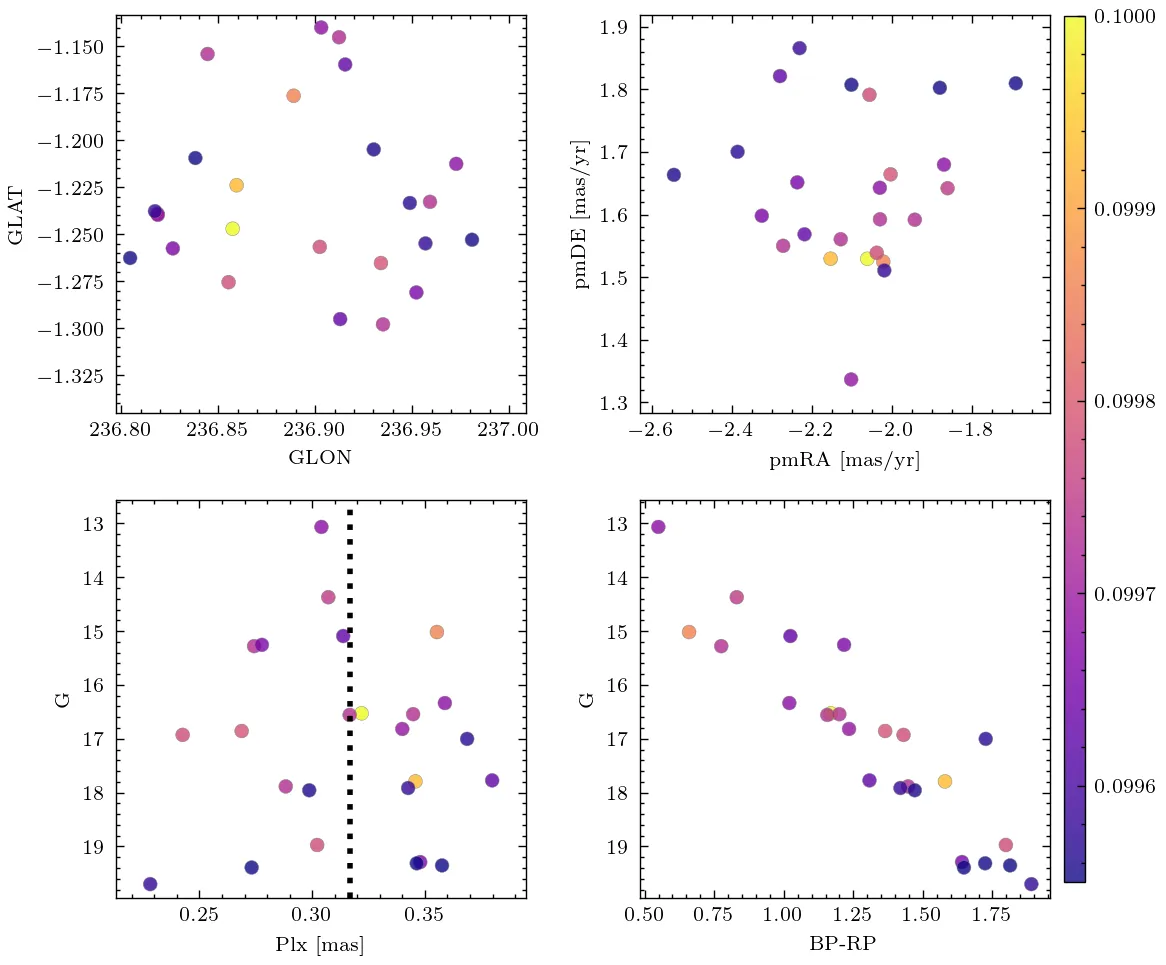 −1.150
−1.175
−1.200
−1.225
−1.250
−1.275
−1.300
−1.325
GLAT
236.80 236.85 236.90 236.95 237.00
GLON
1.9
1.8
1.7
1.6
1.5
1.4
1.3
pmDE [mas/yr]
−2.6 −2.4 −2.2 −2.0 −1.8
pmRA [mas/yr]
0.1000
0.0999
0.0998
0.0997
0.0996
13
14
15
16
17
18
19
G
0.25 0.30 0.35
Plx [mas]
13
14
15
16
17
18
19
G
0.50 0.75 1.00 1.25 1.50 1.75
BP-RP